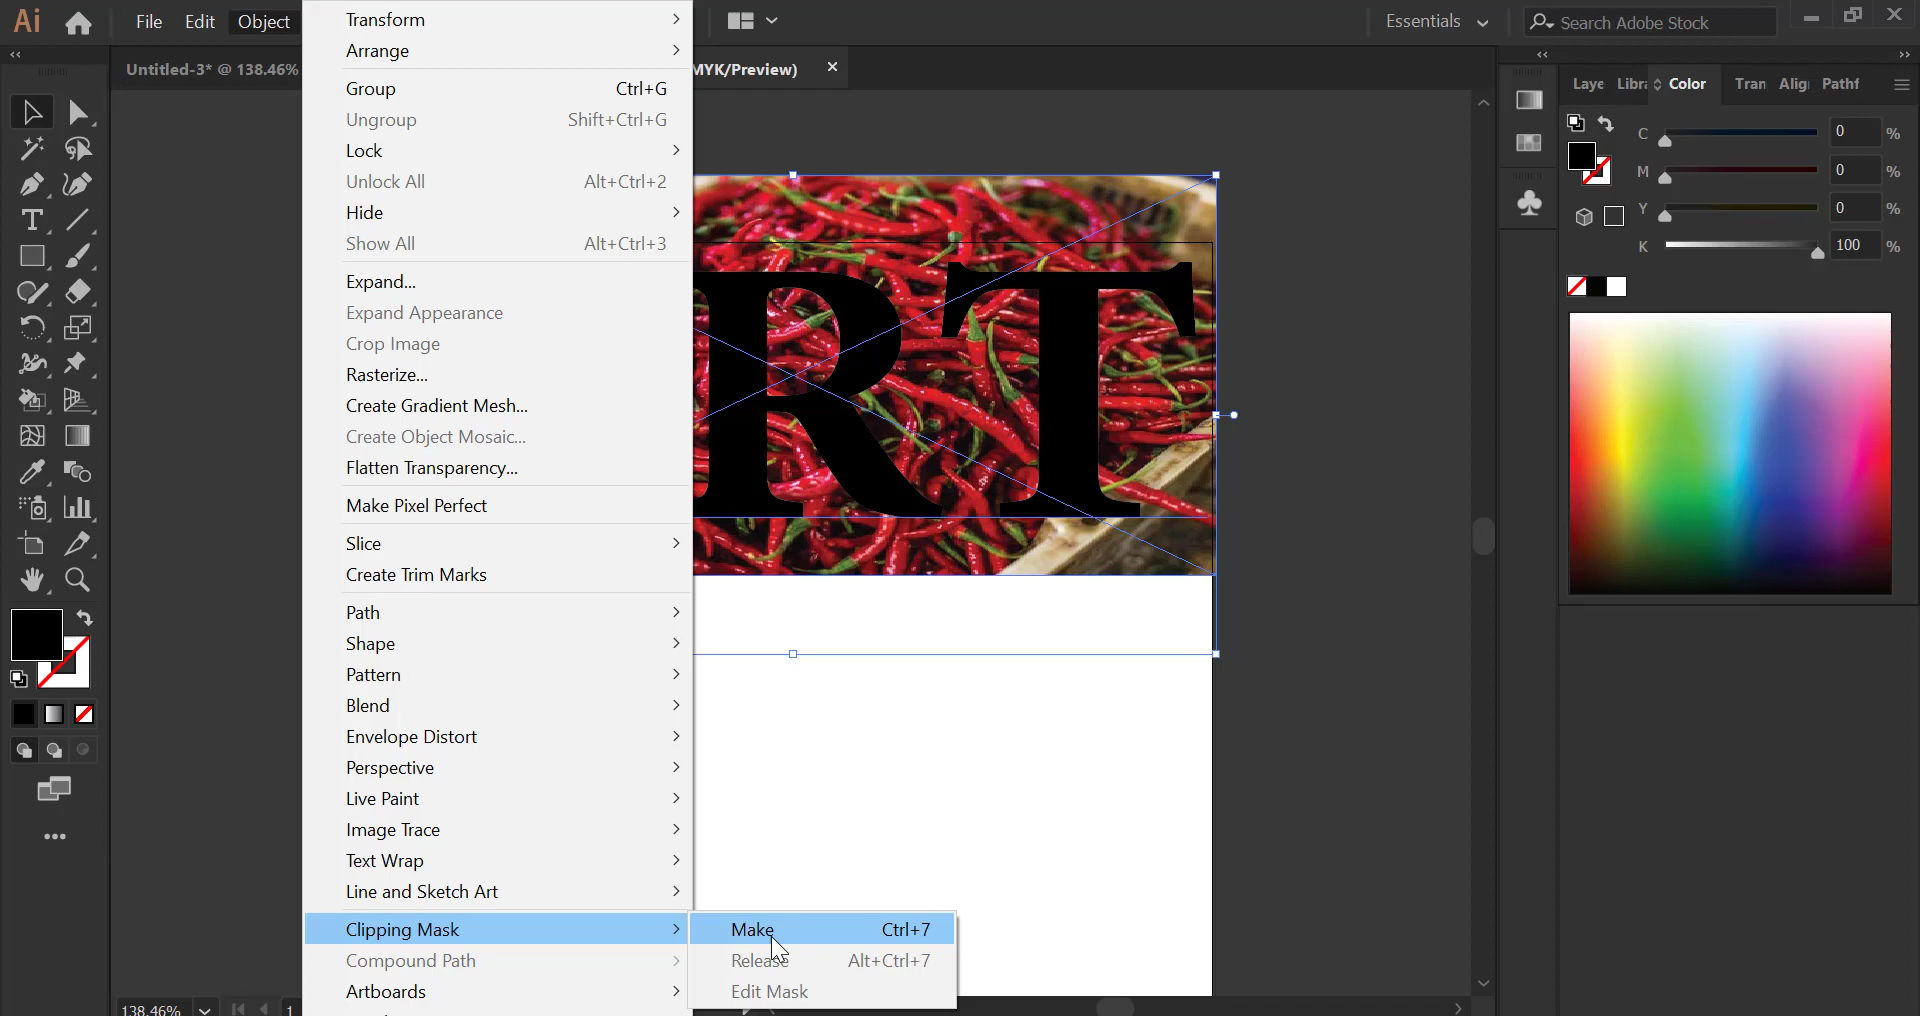 Ai File Edit Object Essentials Search Adobe Stock
Untitled-3* @ 138.46% MYK/Preview) ×
Transform
Arrange
Group Ctrl+G
Ungroup Shift+Ctrl+G
Lock
Unlock All Alt+Ctrl+2
Hide
Show All Alt+Ctrl+3
Expand...
Expand Appearance
Crop Image
Rasterize...
Create Gradient Mesh...
Create Object Mosaic...
Flatten Transparency...
Make Pixel Perfect
Slice
Create Trim Marks
Path
Shape
Pattern
Blend
Envelope Distort
Perspective
Live Paint
Image Trace
Text Wrap
Line and Sketch Art
Clipping Mask
Compound Path
Artboards
Make Ctrl+7
Release Alt+Ctrl+7
Edit Mask
RT
Laye Libra Color Tran Alig Pathf
C 0 %
M 0 %
Y 0 %
K 100 %
138.46% 1